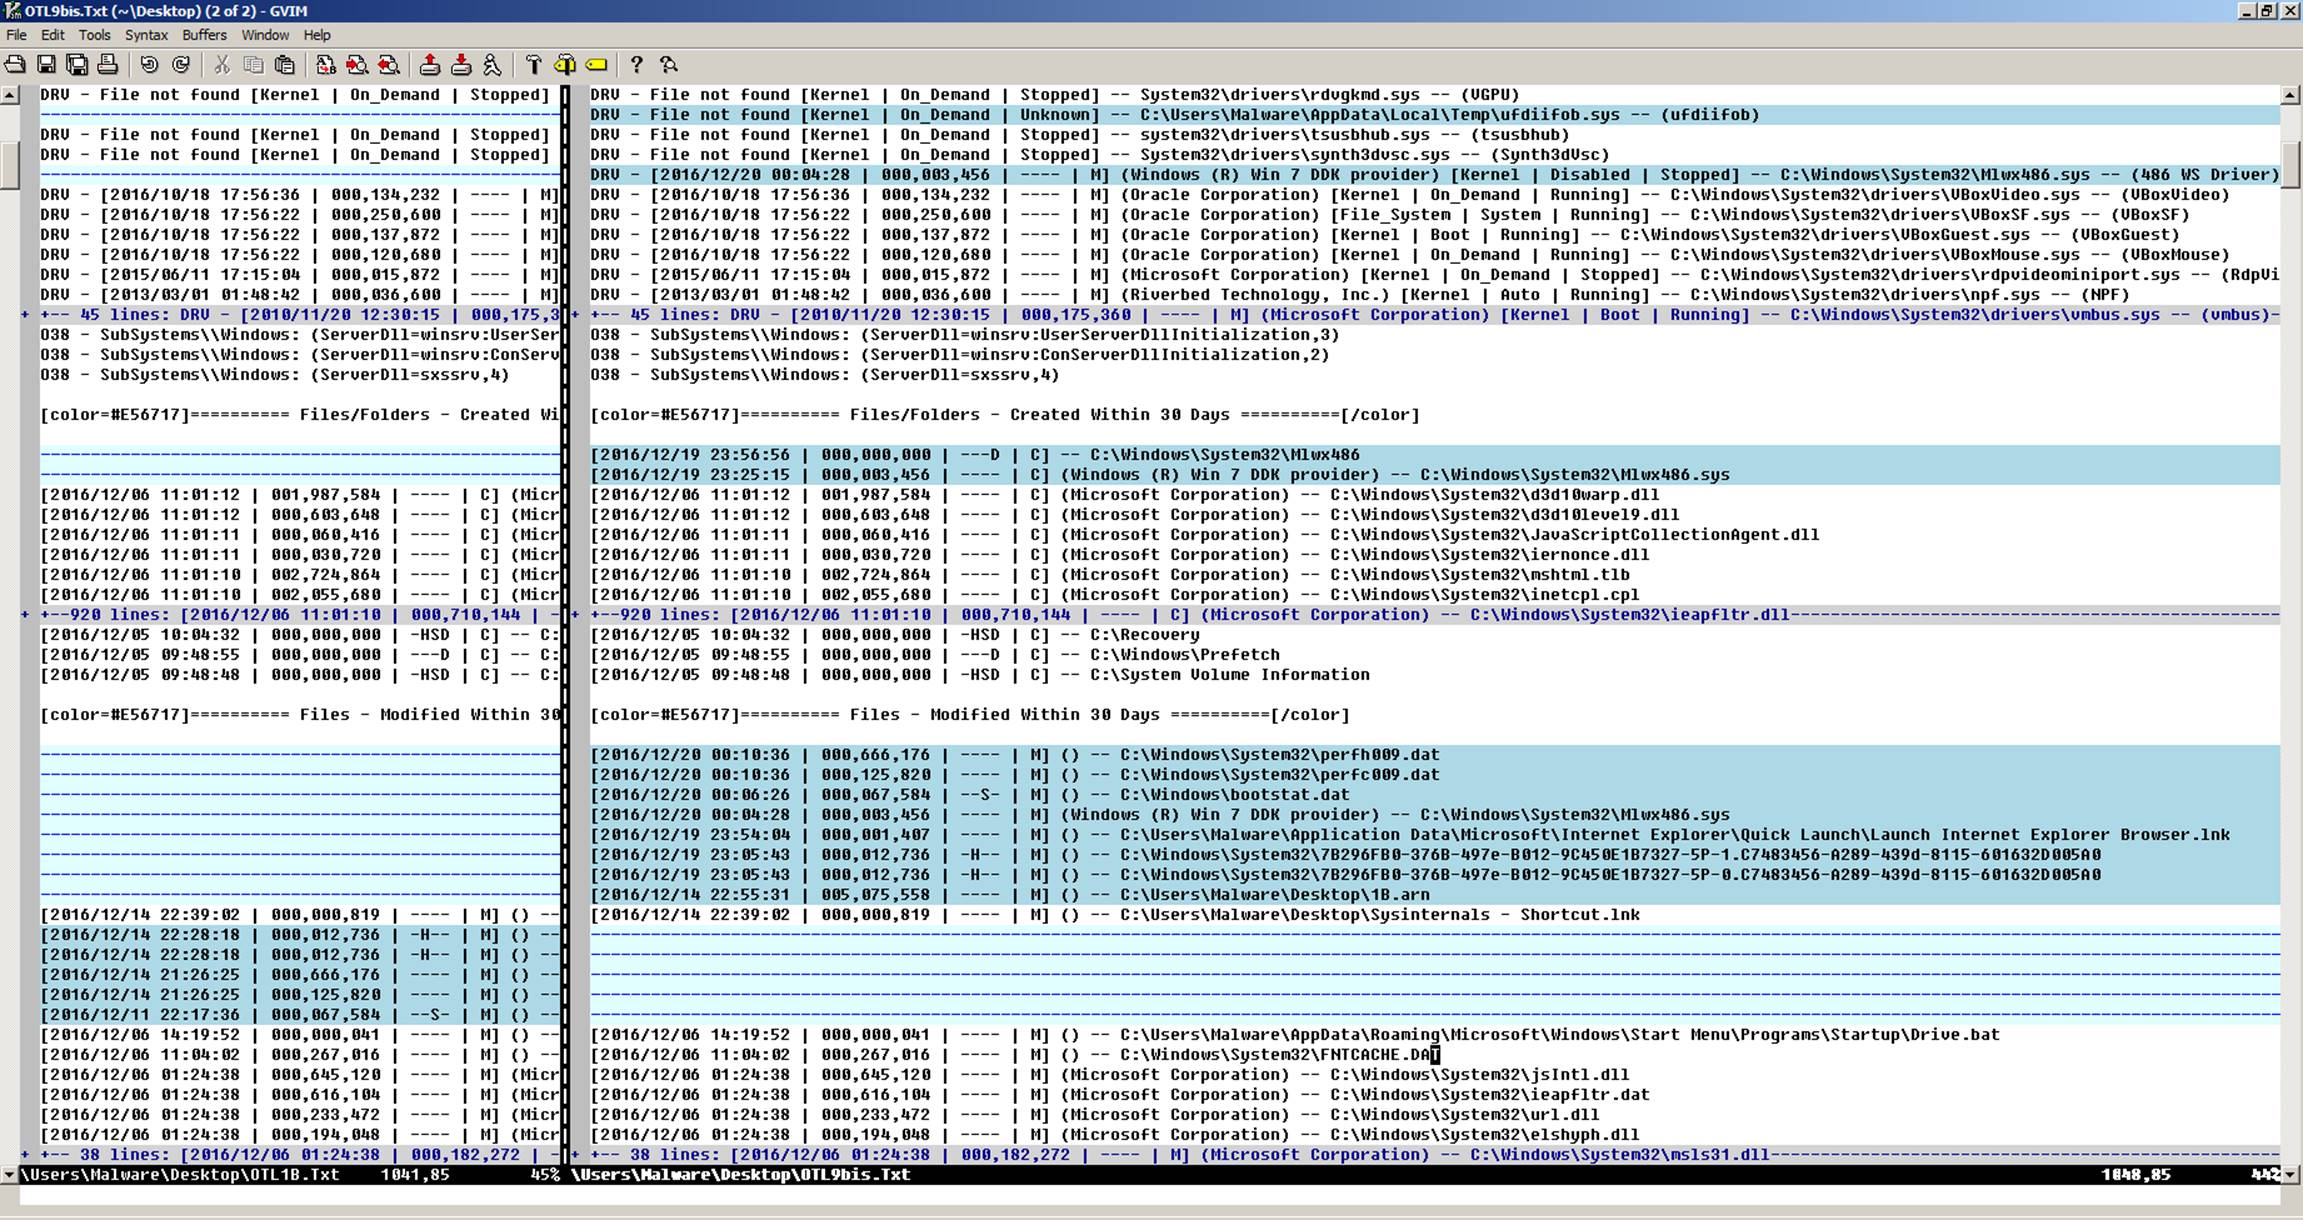 OTL9bis.Txt (~\Desktop) (2 of 2) - GVIM
File Edit Tools Syntax Buffers Window Help
DRV - File not found [Kernel | On_Demand | Stopped]
DRV - File not found [Kernel | On_Demand | Stopped]
DRV - File not found [Kernel | On_Demand | Stopped]
DRV - [2016/10/18 17:56:36 | 000,134,232 | ---- | M]
DRV - [2016/10/18 17:56:22 | 000,250,600 | ---- | M]
DRV - [2016/10/18 17:56:22 | 000,137,872 | ---- | M]
DRV - [2016/10/18 17:56:22 | 000,120,680 | ---- | M]
DRV - [2015/06/11 17:15:04 | 000,015,872 | ---- | M]
DRV - [2013/03/01 01:48:42 | 000,036,600 | ---- | M]
+ +-- 45 lines: DRV - [2010/11/20 12:30:15 | 000,175,3
O38 - SubSystems\\Windows: (ServerDll=winsrv:UserSer
O38 - SubSystems\\Windows: (ServerDll=winsrv:ConServ
O38 - SubSystems\\Windows: (ServerDll=sxssrv,4)
[color=#E56717]========== Files/Folders - Created Wi
[2016/12/06 11:01:12 | 001,987,584 | ---- | C] (Micr
[2016/12/06 11:01:12 | 000,603,648 | ---- | C] (Micr
[2016/12/06 11:01:11 | 000,060,416 | ---- | C] (Micr
[2016/12/06 11:01:11 | 000,030,720 | ---- | C] (Micr
[2016/12/06 11:01:10 | 002,724,864 | ---- | C] (Micr
[2016/12/06 11:01:10 | 002,055,680 | ---- | C] (Micr
+ +--920 lines: [2016/12/06 11:01:10 | 000,710,144 | -
[2016/12/05 10:04:32 | 000,000,000 | -HSD | C] -- C:
[2016/12/05 09:48:55 | 000,000,000 | ---D | C] -- C:
[2016/12/05 09:48:48 | 000,000,000 | -HSD | C] -- C:
[color=#E56717]========== Files - Modified Within 30
[2016/12/14 22:39:02 | 000,000,819 | ---- | M] () --
[2016/12/14 22:28:18 | 000,012,736 | -H-- | M] () --
[2016/12/14 22:28:18 | 000,012,736 | -H-- | M] () --
[2016/12/14 21:26:25 | 000,666,176 | ---- | M] () --
[2016/12/14 21:26:25 | 000,125,820 | ---- | M] () --
[2016/12/11 22:17:36 | 000,067,584 | --S- | M] () --
[2016/12/06 14:19:52 | 000,000,041 | ---- | M] () --
[2016/12/06 11:04:02 | 000,267,016 | ---- | M] () --
[2016/12/06 01:24:38 | 000,645,120 | ---- | M] (Micr
[2016/12/06 01:24:38 | 000,616,104 | ---- | M] (Micr
[2016/12/06 01:24:38 | 000,233,472 | ---- | M] (Micr
[2016/12/06 01:24:38 | 000,194,048 | ---- | M] (Micr
+ +-- 38 lines: [2016/12/06 01:24:38 | 000,182,272 | -
\Users\Malware\Desktop\OTL1B.Txt 1041,85 45%
DRV - File not found [Kernel | On_Demand | Stopped] -- System32\drivers\rdvgkmd.sys -- (VGPU)
DRV - File not found [Kernel | On_Demand | Unknown] -- C:\Users\Malware\AppData\Local\Temp\ufdiifob.sys -- (ufdiifob)
DRV - File not found [Kernel | On_Demand | Stopped] -- system32\drivers\tsusbhub.sys -- (tsusbhub)
DRV - File not found [Kernel | On_Demand | Stopped] -- System32\drivers\synth3dvsc.sys -- (Synth3dVsc)
DRV - [2016/12/20 00:04:28 | 000,003,456 | ---- | M] (Windows (R) Win 7 DDK provider) [Kernel | Disabled | Stopped] -- C:\Windows\System32\Mlwx486.sys -- (486 WS Driver)
DRV - [2016/10/18 17:56:36 | 000,134,232 | ---- | M] (Oracle Corporation) [Kernel | On_Demand | Running] -- C:\Windows\System32\drivers\VBoxVideo.sys -- (VBoxVideo)
DRV - [2016/10/18 17:56:22 | 000,250,600 | ---- | M] (Oracle Corporation) [File_System | System | Running] -- C:\Windows\System32\drivers\VBoxSF.sys -- (VBoxSF)
DRV - [2016/10/18 17:56:22 | 000,137,872 | ---- | M] (Oracle Corporation) [Kernel | Boot | Running] -- C:\Windows\System32\drivers\VBoxGuest.sys -- (VBoxGuest)
DRV - [2016/10/18 17:56:22 | 000,120,680 | ---- | M] (Oracle Corporation) [Kernel | On_Demand | Running] -- C:\Windows\System32\drivers\VBoxMouse.sys -- (VBoxMouse)
DRV - [2015/06/11 17:15:04 | 000,015,872 | ---- | M] (Microsoft Corporation) [Kernel | On_Demand | Stopped] -- C:\Windows\System32\drivers\rdpvideominiport.sys -- (RdpVi
DRV - [2013/03/01 01:48:42 | 000,036,600 | ---- | M] (Riverbed Technology, Inc.) [Kernel | Auto | Running] -- C:\Windows\System32\drivers\npf.sys -- (NPF)
+ +-- 45 lines: DRV - [2010/11/20 12:30:15 | 000,175,360 | ---- | M] (Microsoft Corporation) [Kernel | Boot | Running] -- C:\Windows\System32\drivers\vmbus.sys -- (vmbus)-
O38 - SubSystems\\Windows: (ServerDll=winsrv:UserServerDllInitialization,3)
O38 - SubSystems\\Windows: (ServerDll=winsrv:ConServerDllInitialization,2)
O38 - SubSystems\\Windows: (ServerDll=sxssrv,4)
[color=#E56717]========== Files/Folders - Created Within 30 Days ==========[/color]
[2016/12/19 23:56:56 | 000,000,000 | ---D | C] -- C:\Windows\System32\Mlwx486
[2016/12/19 23:25:15 | 000,003,456 | ---- | C] (Windows (R) Win 7 DDK provider) -- C:\Windows\System32\Mlwx486.sys
[2016/12/06 11:01:12 | 001,987,584 | ---- | C] (Microsoft Corporation) -- C:\Windows\System32\d3d10warp.dll
[2016/12/06 11:01:12 | 000,603,648 | ---- | C] (Microsoft Corporation) -- C:\Windows\System32\d3d10level9.dll
[2016/12/06 11:01:11 | 000,060,416 | ---- | C] (Microsoft Corporation) -- C:\Windows\System32\JavaScriptCollectionAgent.dll
[2016/12/06 11:01:11 | 000,030,720 | ---- | C] (Microsoft Corporation) -- C:\Windows\System32\iernonce.dll
[2016/12/06 11:01:10 | 002,724,864 | ---- | C] (Microsoft Corporation) -- C:\Windows\System32\mshtml.tlb
[2016/12/06 11:01:10 | 002,055,680 | ---- | C] (Microsoft Corporation) -- C:\Windows\System32\inetcpl.cpl
+ +--920 lines: [2016/12/06 11:01:10 | 000,710,144 | ---- | C] (Microsoft Corporation) -- C:\Windows\System32\ieapfltr.dll
[2016/12/05 10:04:32 | 000,000,000 | -HSD | C] -- C:\Recovery
[2016/12/05 09:48:55 | 000,000,000 | ---D | C] -- C:\Windows\Prefetch
[2016/12/05 09:48:48 | 000,000,000 | -HSD | C] -- C:\System Volume Information
[color=#E56717]========== Files - Modified Within 30 Days ==========[/color]
[2016/12/20 00:10:36 | 000,666,176 | ---- | M] () -- C:\Windows\System32\perfh009.dat
[2016/12/20 00:10:36 | 000,125,820 | ---- | M] () -- C:\Windows\System32\perfc009.dat
[2016/12/20 00:06:26 | 000,067,584 | --S- | M] () -- C:\Windows\bootstat.dat
[2016/12/20 00:04:28 | 000,003,456 | ---- | M] (Windows (R) Win 7 DDK provider) -- C:\Windows\System32\Mlwx486.sys
[2016/12/19 23:54:04 | 000,001,407 | ---- | M] () -- C:\Users\Malware\Application Data\Microsoft\Internet Explorer\Quick Launch\Launch Internet Explorer Browser.lnk
[2016/12/19 23:05:43 | 000,012,736 | -H-- | M] () -- C:\Windows\System32\7B296FB0-376B-497e-B012-9C450E1B7327-5P-1.C7483456-A289-439d-8115-601632D005A0
[2016/12/19 23:05:43 | 000,012,736 | -H-- | M] () -- C:\Windows\System32\7B296FB0-376B-497e-B012-9C450E1B7327-5P-0.C7483456-A289-439d-8115-601632D005A0
[2016/12/14 22:55:31 | 005,075,558 | ---- | M] () -- C:\Users\Malware\Desktop\1B.arn
[2016/12/14 22:39:02 | 000,000,819 | ---- | M] () -- C:\Users\Malware\Desktop\Sysinternals - Shortcut.lnk
[2016/12/06 14:19:52 | 000,000,041 | ---- | M] () -- C:\Users\Malware\AppData\Roaming\Microsoft\Windows\Start Menu\Programs\Startup\Drive.bat
[2016/12/06 11:04:02 | 000,267,016 | ---- | M] () -- C:\Windows\System32\FNTCACHE.DAT
[2016/12/06 01:24:38 | 000,645,120 | ---- | M] (Microsoft Corporation) -- C:\Windows\System32\jsIntl.dll
[2016/12/06 01:24:38 | 000,616,104 | ---- | M] (Microsoft Corporation) -- C:\Windows\System32\ieapfltr.dat
[2016/12/06 01:24:38 | 000,233,472 | ---- | M] (Microsoft Corporation) -- C:\Windows\System32\url.dll
[2016/12/06 01:24:38 | 000,194,048 | ---- | M] (Microsoft Corporation) -- C:\Windows\System32\elshyph.dll
+ +-- 38 lines: [2016/12/06 01:24:38 | 000,182,272 | ---- | M] (Microsoft Corporation) -- C:\Windows\System32\msls31.dll
\Users\Malware\Desktop\OTL9bis.Txt 1048,85 44%